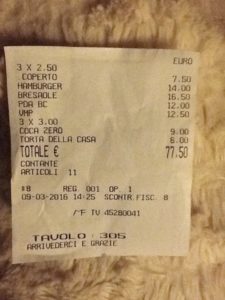 EURO
3 X 2.50
COPERTO 7.50
HAMBURGER 14.00
BRESAOLE 16.50
PDA BC 12.00
VMP 12.50
3 X 3.00
COCA ZERO 9.00
TORTA DELLA CASA 6.00
TOTALE € 77.50
CONTANTE
ARTICOLI 11
#8 REG 001 OP 1
09-03-2016 14:25 SCONTR.FISC. 8
TV 45280041
TAVOLO : 305
ARRIVEDERCI E GRAZIE